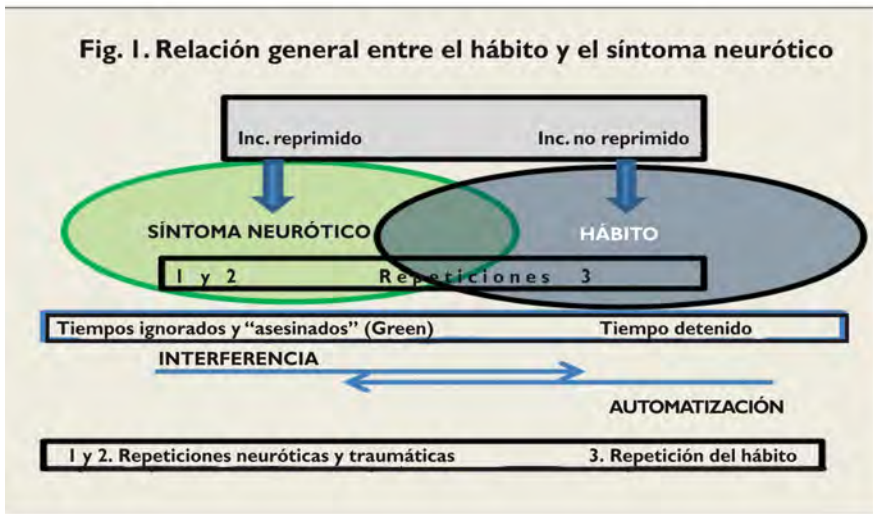 Fig. 1. Relación general entre el hábito y el síntoma neurótico
Inc. reprimido Inc. no reprimido
SÍNTOMA NEURÓTICO HÁBITO
1 y 2 Repeticiones 3
Tiempos ignorados y “asesinados” (Green) Tiempo detenido
INTERFERENCIA
AUTOMATIZACIÓN
1 y 2. Repeticiones neuróticas y traumáticas 3. Repetición del hábito